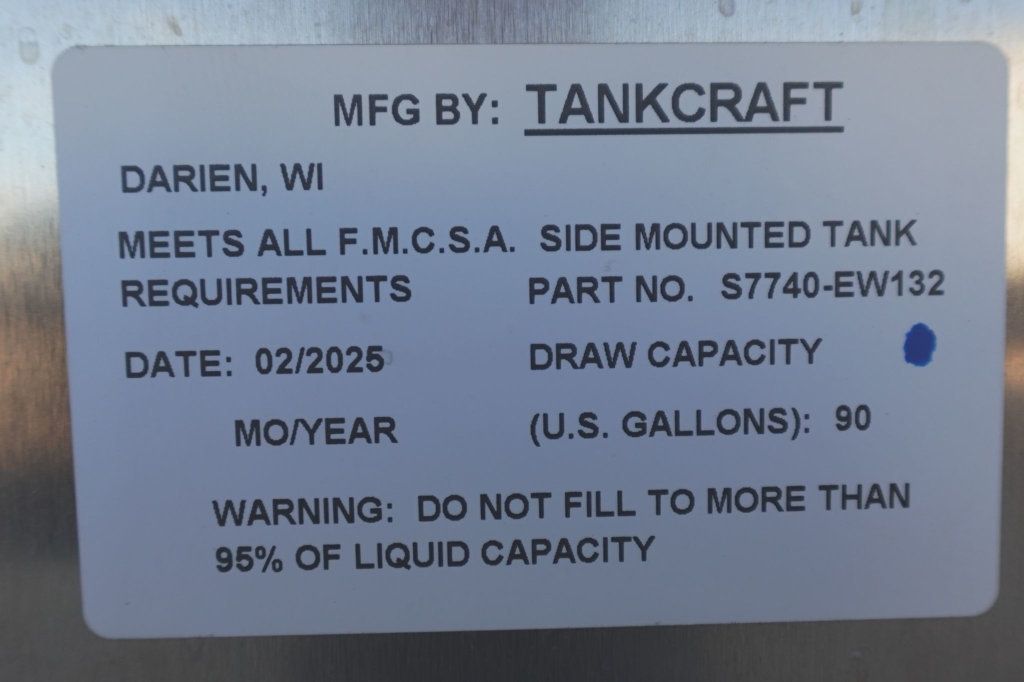 MFG BY: TANKCRAFT
DARIEN, WI
MEETS ALL F.M.C.S.A. SIDE MOUNTED TANK
REQUIREMENTS PART NO. S7740-EW132
DATE: 02/2025 DRAW CAPACITY
MO/YEAR (U.S. GALLONS): 90
WARNING: DO NOT FILL TO MORE THAN
95% OF LIQUID CAPACITY